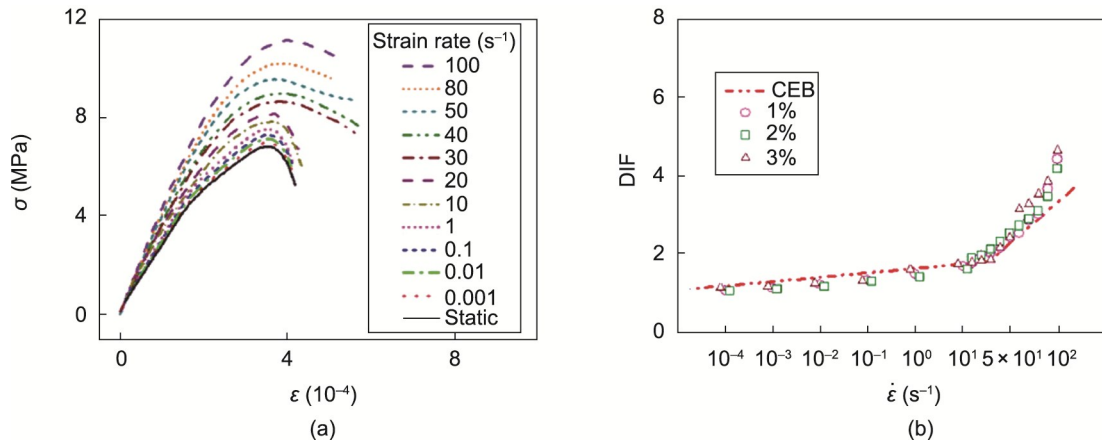 12
8
4
0
σ (MPa)
0
4
8
ε (10⁻⁴)
Strain rate (s⁻¹)
100
80
50
40
30
20
10
1
0.1
0.01
0.001
Static
(a)
8
6
4
2
0
DIF
CEB
1%
2%
3%
10⁻⁴ 10⁻³ 10⁻² 10⁻¹ 10⁰ 10¹ 5 × 10¹ 10²
ε̇ (s⁻¹)
(b)